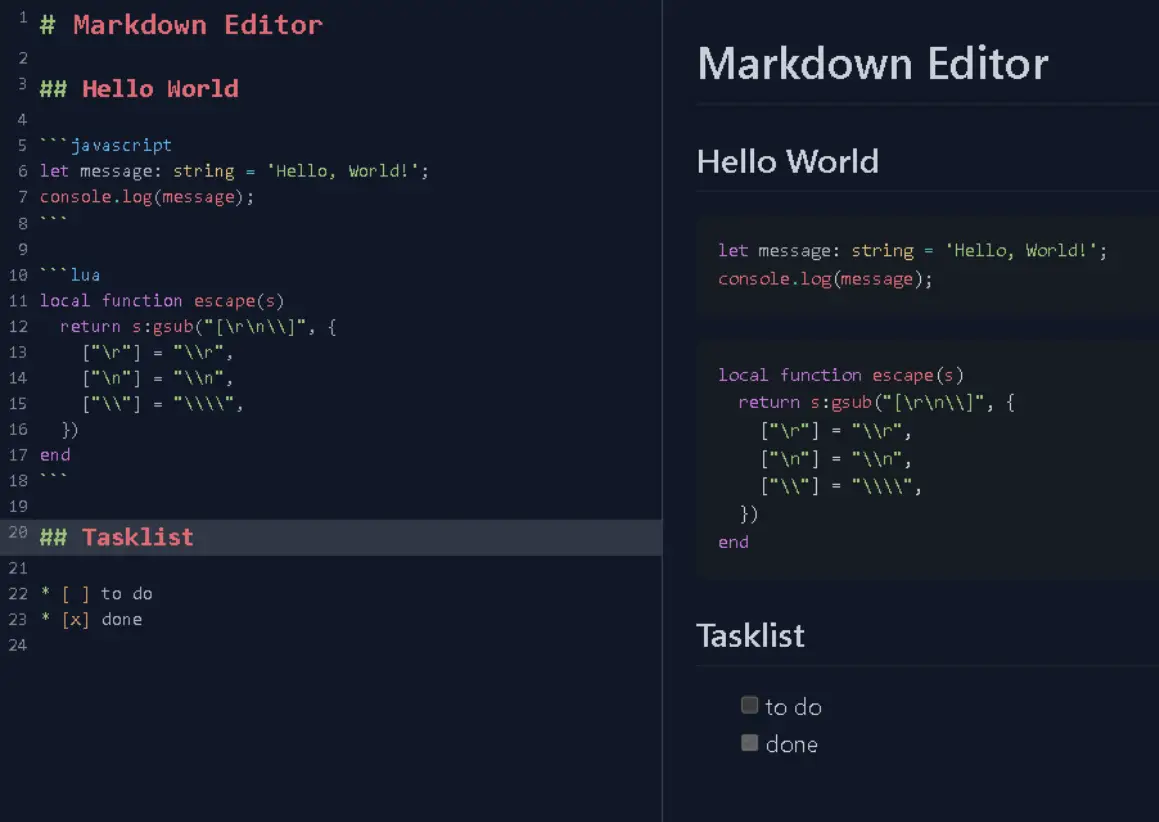 1 # Markdown Editor
2
3 ## Hello World
4
5 ```javascript
6 let message: string = 'Hello, World!';
7 console.log(message);
8 ```
9
10 ```lua
11 local function escape(s)
12   return s:gsub("[\r\n\\]", {
13     ["\r"] = "\\r",
14     ["\n"] = "\\n",
15     ["\\"] = "\\\\",
16   })
17 end
18 ```
19
20 ## Tasklist
21
22 * [ ] to do
23 * [x] done
24
Markdown Editor
Hello World
let message: string = 'Hello, World!';
console.log(message);
local function escape(s)
  return s:gsub("[\r\n\\]", {
    ["\r"] = "\\r",
    ["\n"] = "\\n",
    ["\\"] = "\\\\",
  })
end
Tasklist
to do
done